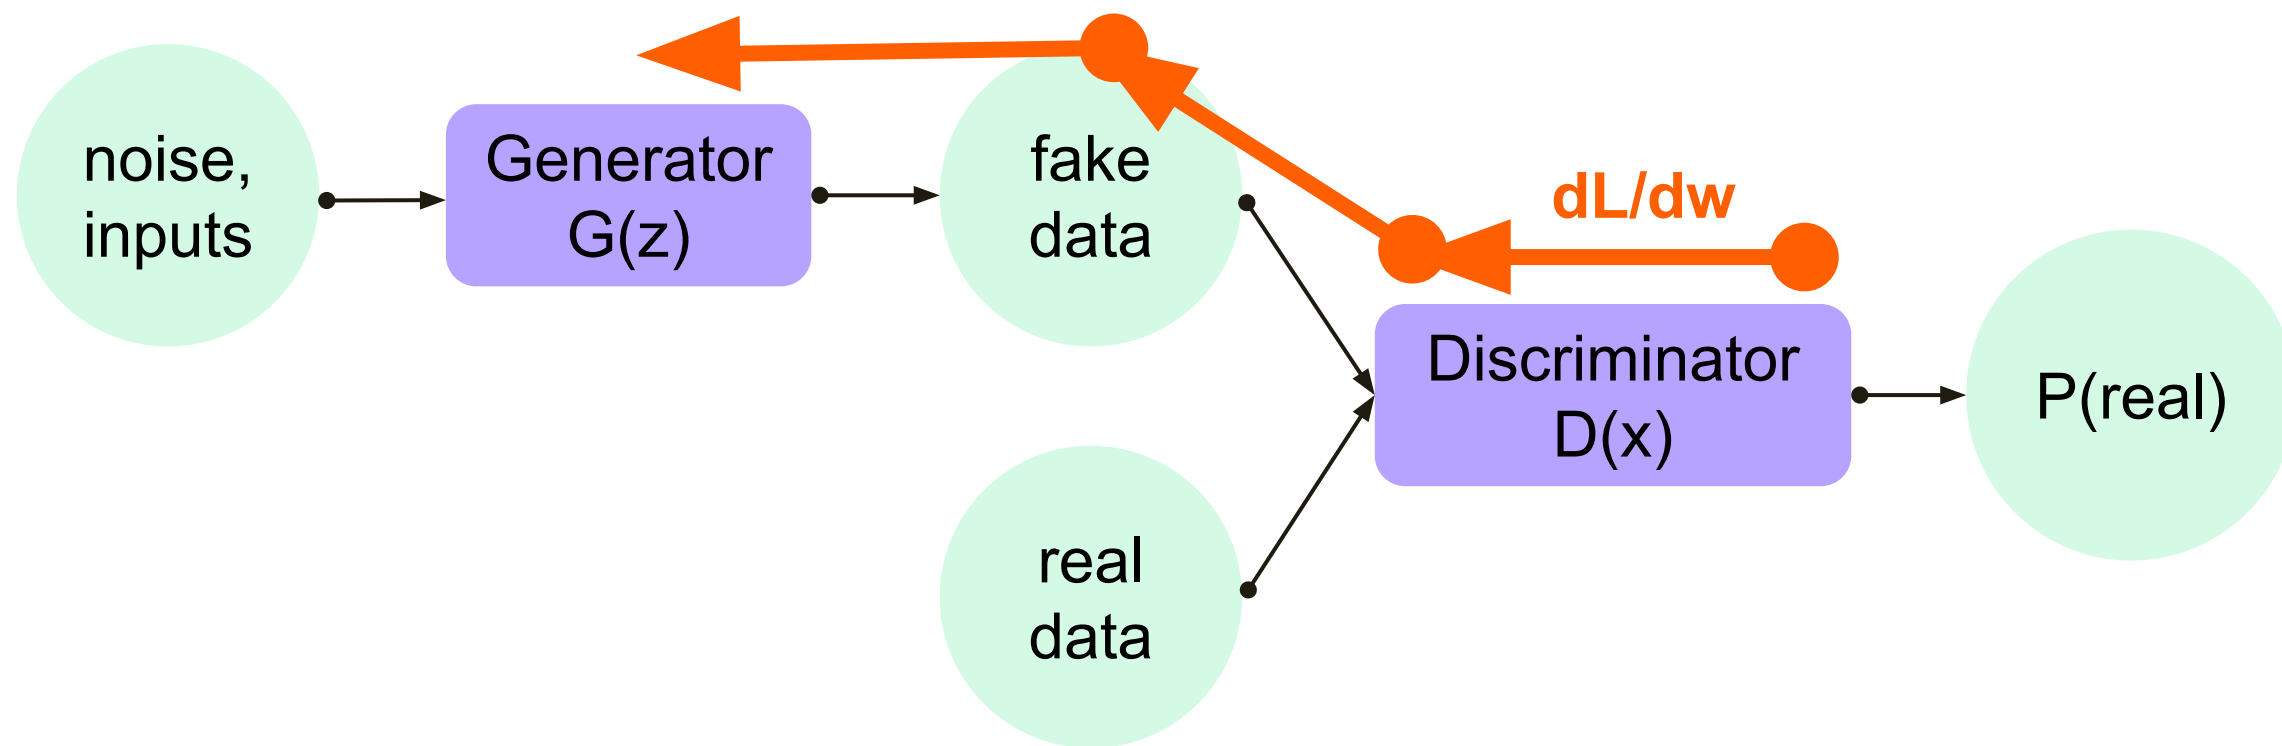 noise,
inputs
Generator
G(z)
fake
data
dL/dw
Discriminator
D(x)
P(real)
real
data